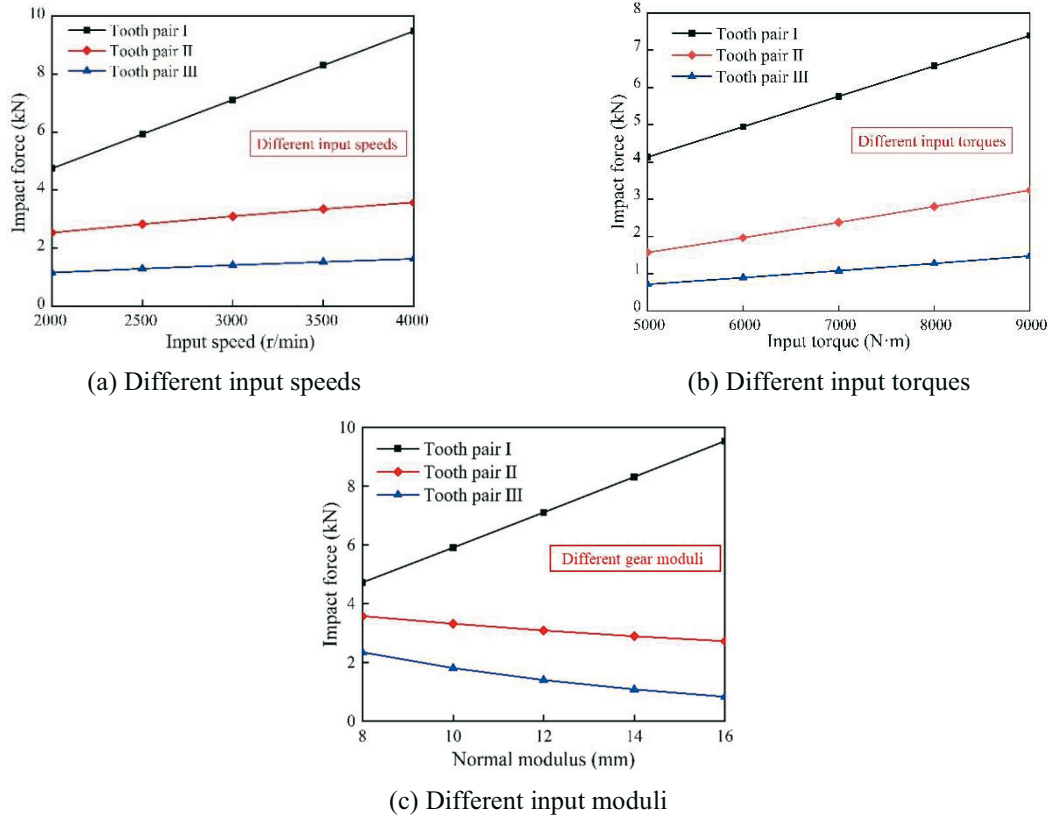 10
8
6
4
2
0
Impact force (kN)
Tooth pair I
Tooth pair II
Tooth pair III
Different input speeds
2000 2500 3000 3500 4000
Input speed (r/min)
(a) Different input speeds
8
7
6
5
4
3
2
1
0
Impact force (kN)
Tooth pair I
Tooth pair II
Tooth pair III
Different input torques
5000 6000 7000 8000 9000
Input torque (N·m)
(b) Different input torques
10
8
6
4
2
0
Impact force (kN)
Tooth pair I
Tooth pair II
Tooth pair III
Different gear moduli
8 10 12 14 16
Normal modulus (mm)
(c) Different input moduli